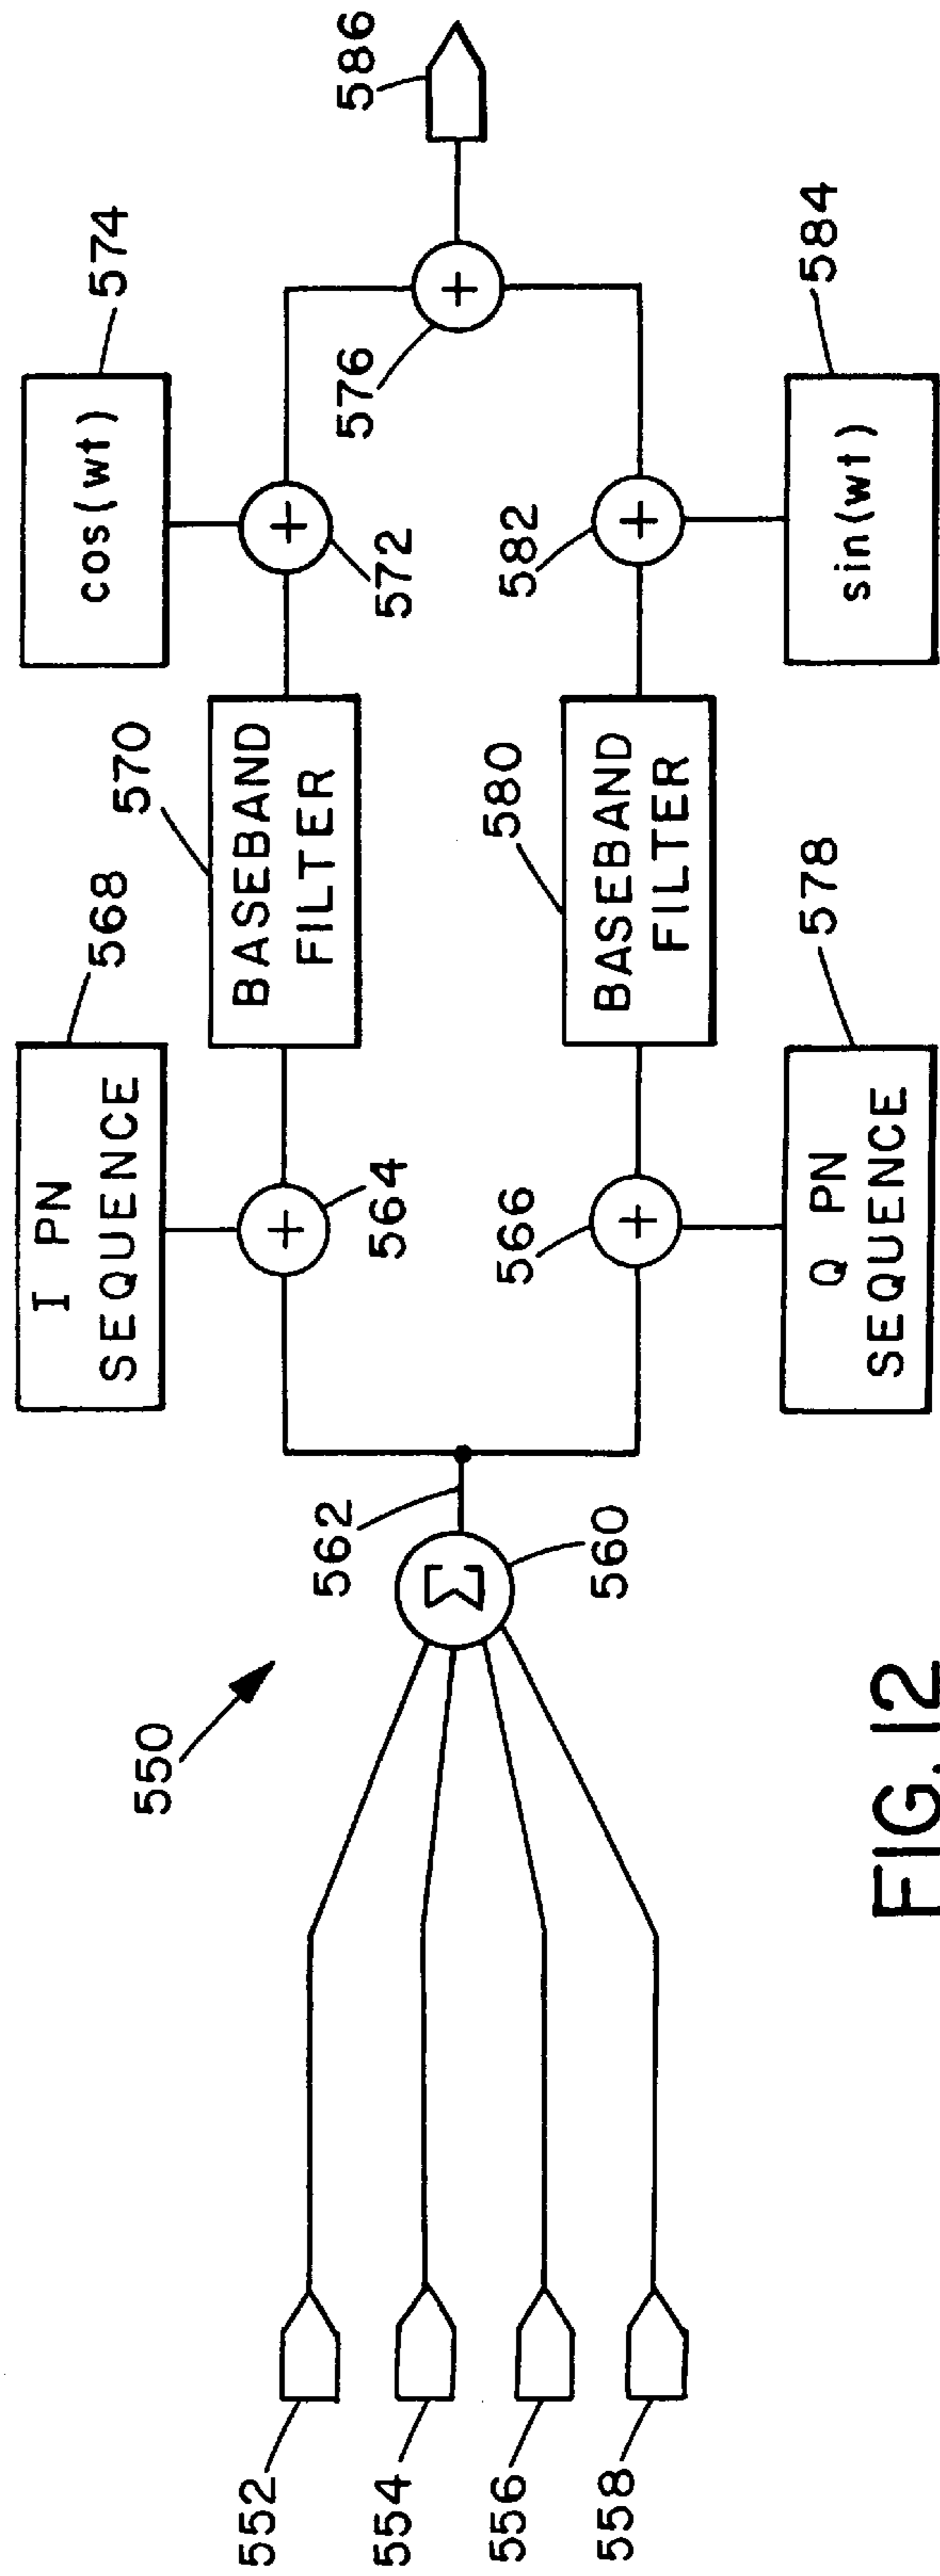 550
552
554
556
558
560
Σ
562
I PN
SEQUENCE
568
+
564
570
BASEBAND
FILTER
cos(wt)
574
+
572
+
576
586
+
566
Q PN
SEQUENCE
578
580
BASEBAND
FILTER
+
582
sin(wt)
584
FIG. 12